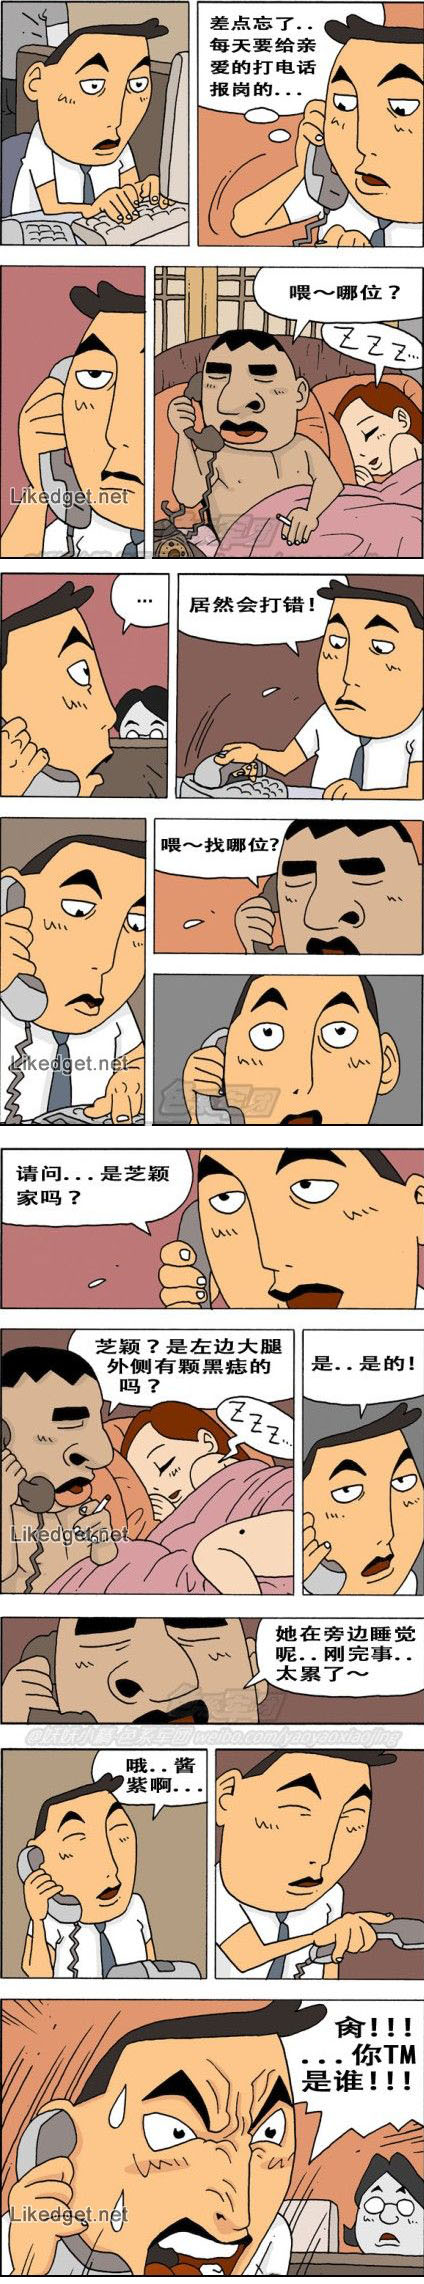 差点忘了..
每天要给亲
爱的打电话
报岗的...
喂～哪位？
ZZZ...
Likedget.net
...
居然会打错!
喂～找哪位?
Likedget.net
请问...是芝颖
家吗？
芝颖？是左边大腿
外侧有颗黑痣的
吗？
ZZZ...
是..是的!
Likedget.net
她在旁边睡觉
呢..刚完事..
太累了～
哦..酱
紫啊...
肏!!!
...你TM
是谁!!!
Likedget.net